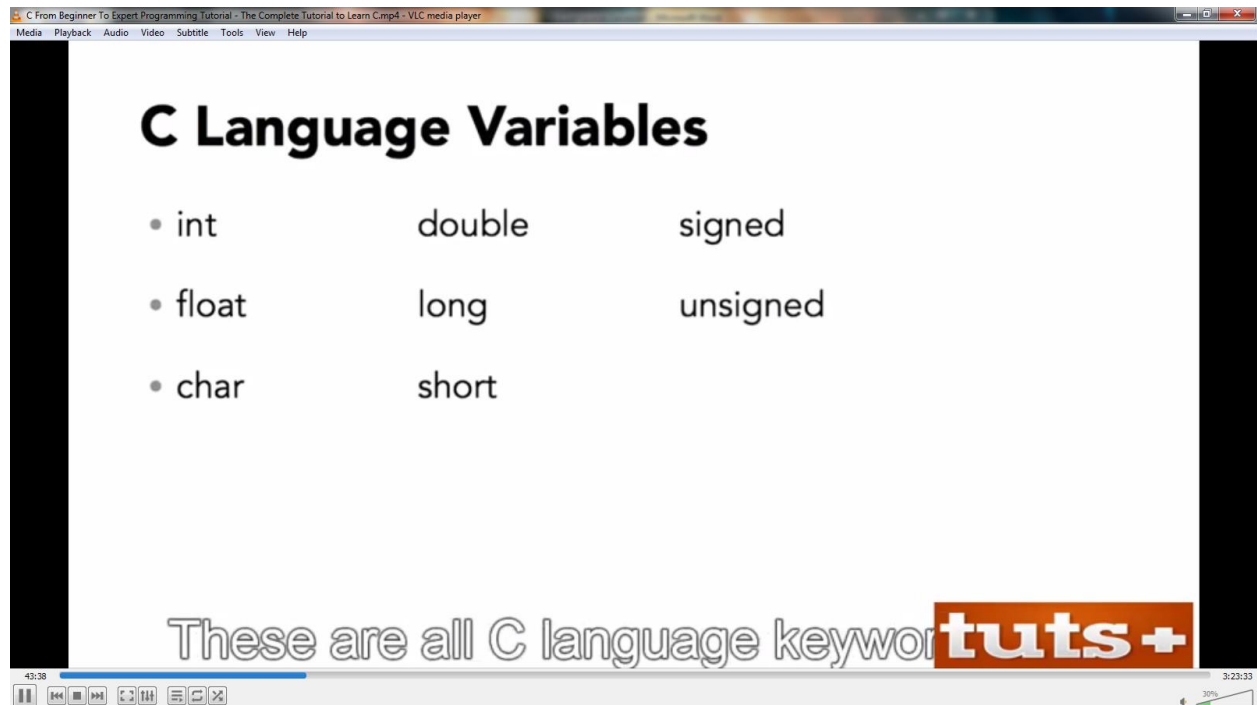 C From Beginner To Expert Programming Tutorial - The Complete Tutorial to Learn C.mp4 - VLC media player
Media Playback Audio Video Subtitle Tools View Help
C Language Variables
• int double signed
• float long unsigned
• char short
These are all C language keywor
tuts+
43:38 3:23:33
30%